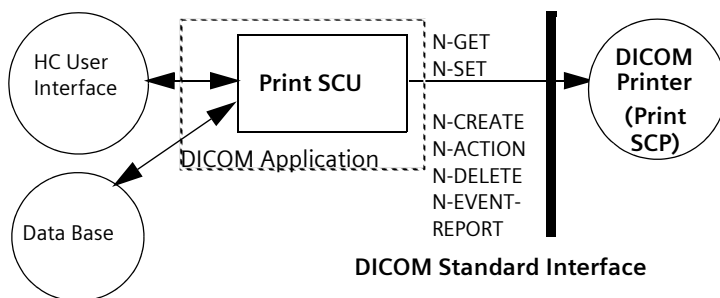 HC User
Interface
Print SCU
DICOM Application
Data Base
N-GET
N-SET
N-CREATE
N-ACTION
N-DELETE
N-EVENT-
REPORT
DICOM
Printer
(Print
SCP)
DICOM Standard Interface